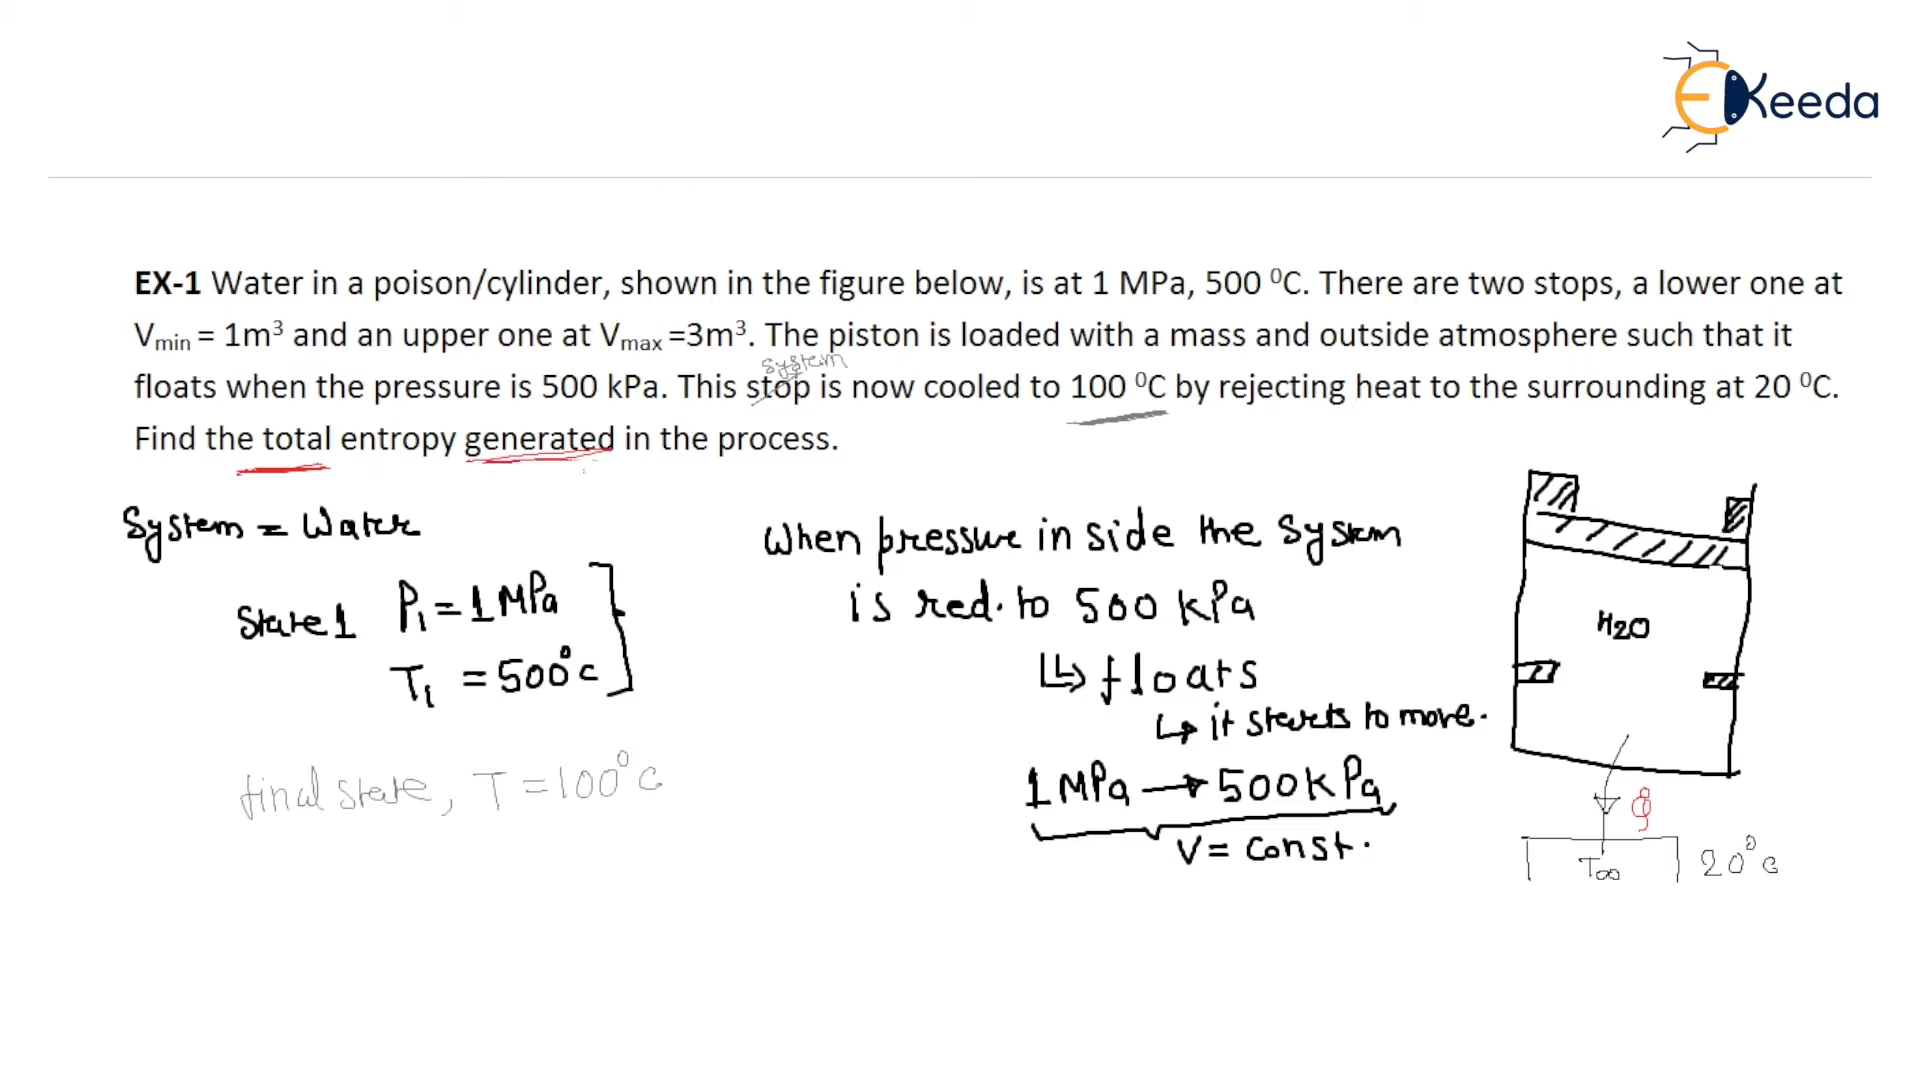 EKeeda
EX-1 Water in a poison/cylinder, shown in the figure below, is at 1 MPa, 500 ⁰C. There are two stops, a lower one at
Vmin = 1m³ and an upper one at Vmax =3m³. The piston is loaded with a mass and outside atmosphere such that it
system
floats when the pressure is 500 kPa. This stop is now cooled to 100 ⁰C by rejecting heat to the surrounding at 20 ⁰C.
Find the total entropy generated in the process.
System = Water
State 1 P₁ = 1 MPa
T₁ = 500°c
final state, T = 100°c
When pressure in side the system
is red. to 500 kPa
↳ floats
↳ it starts to move.
1 MPa → 500 kPa
V = Const.
H2O
T∞ 20°c